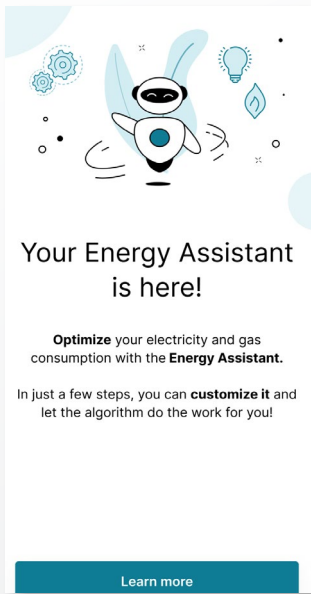 Your Energy Assistant
is here!
Optimize your electricity and gas
consumption with the Energy Assistant.
In just a few steps, you can customize it and
let the algorithm do the work for you!
Learn more